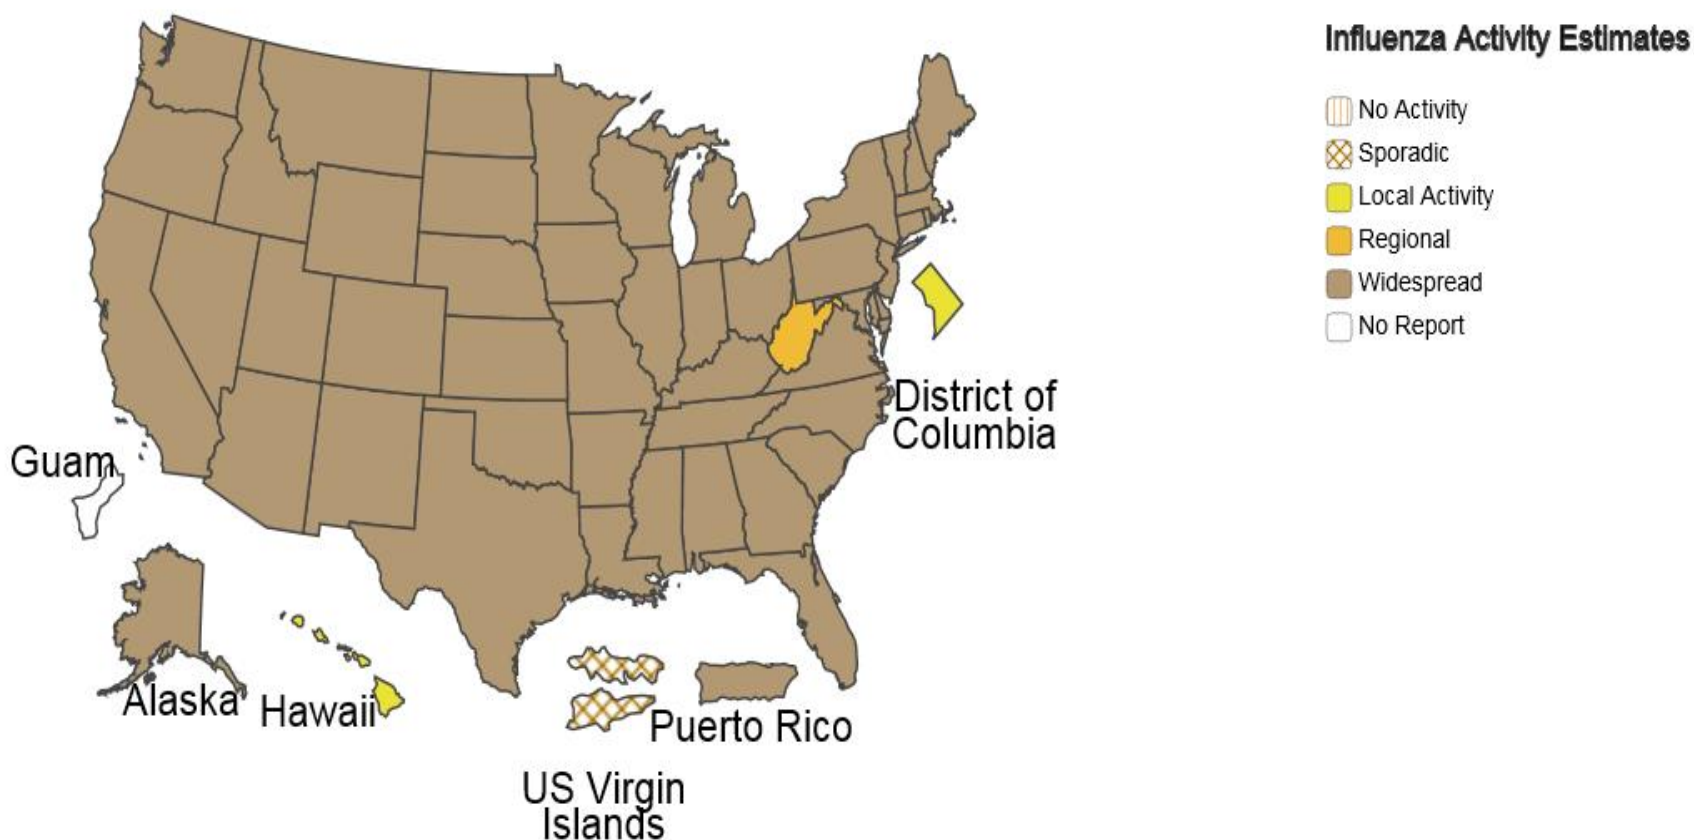 Influenza Activity Estimates
No Activity
Sporadic
Local Activity
Regional
Widespread
No Report
District of
Columbia
Guam
Alaska
Hawaii
Puerto Rico
US Virgin
Islands